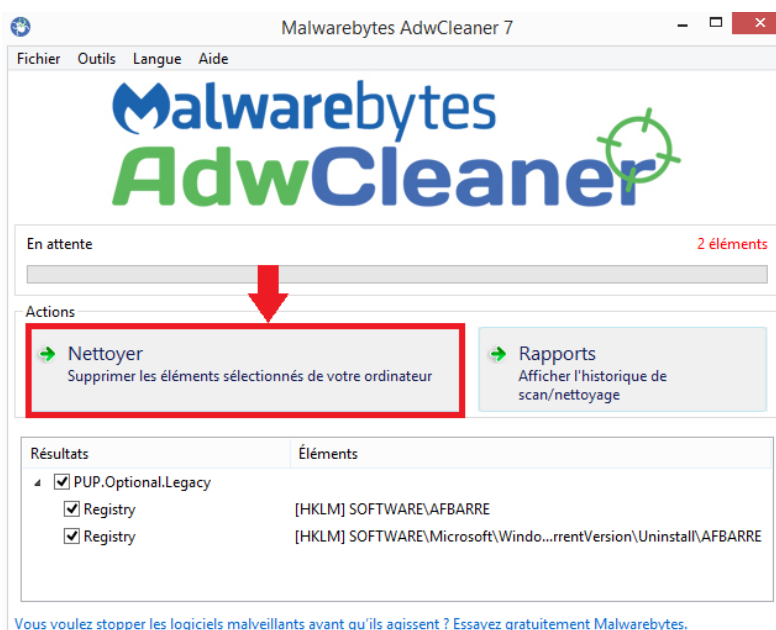 Malwarebytes AdwCleaner 7
Fichier Outils Langue Aide
Malwarebytes
AdwCleaner
En attente 2 éléments
Actions
Nettoyer
Supprimer les éléments sélectionnés de votre ordinateur
Rapports
Afficher l'historique de
scan/nettoyage
Résultats Éléments
PUP.Optional.Legacy
Registry [HKLM] SOFTWARE\AFBARRE
Registry [HKLM] SOFTWARE\Microsoft\Windo...rrentVersion\Uninstall\AFBARRE
Vous voulez stopper les logiciels malveillants avant qu'ils agissent ? Essayez gratuitement Malwarebytes.